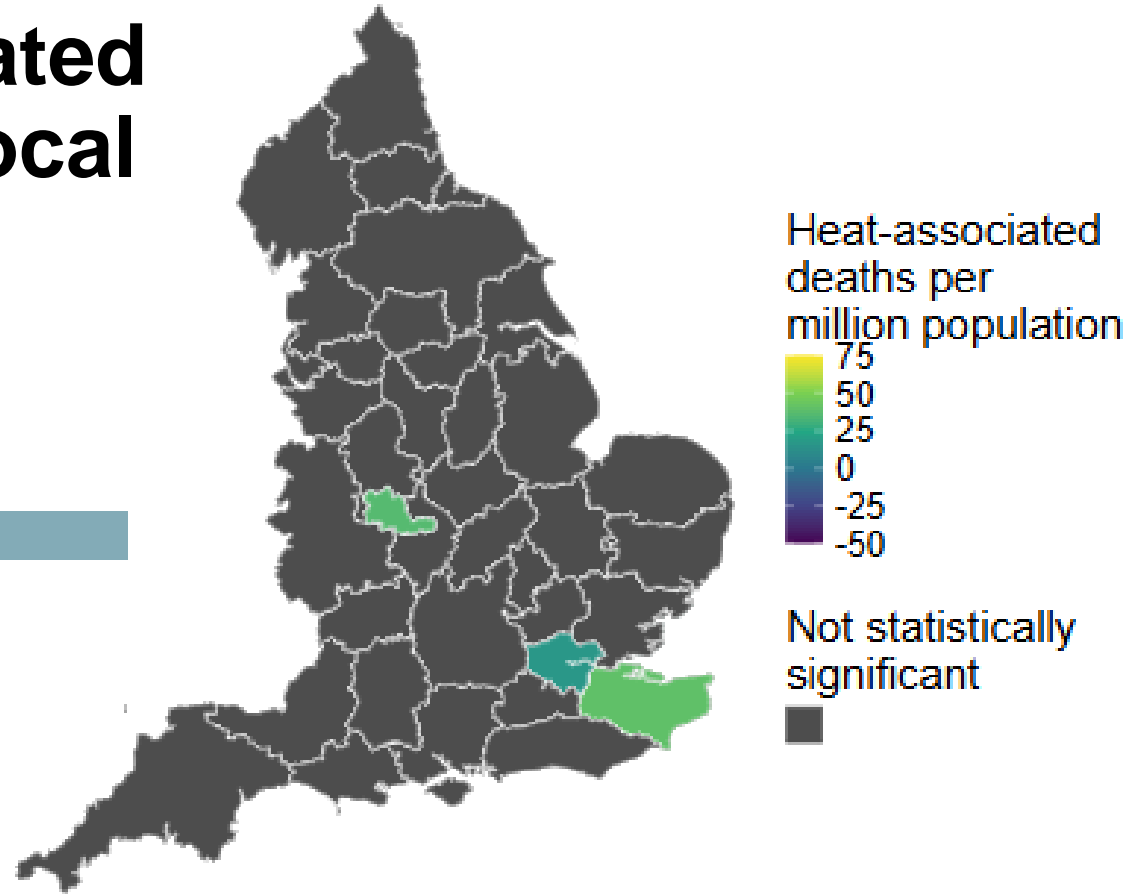 ated
ocal
Heat-associated
deaths per
million population
75
50
25
0
-25
-50
Not statistically
significant